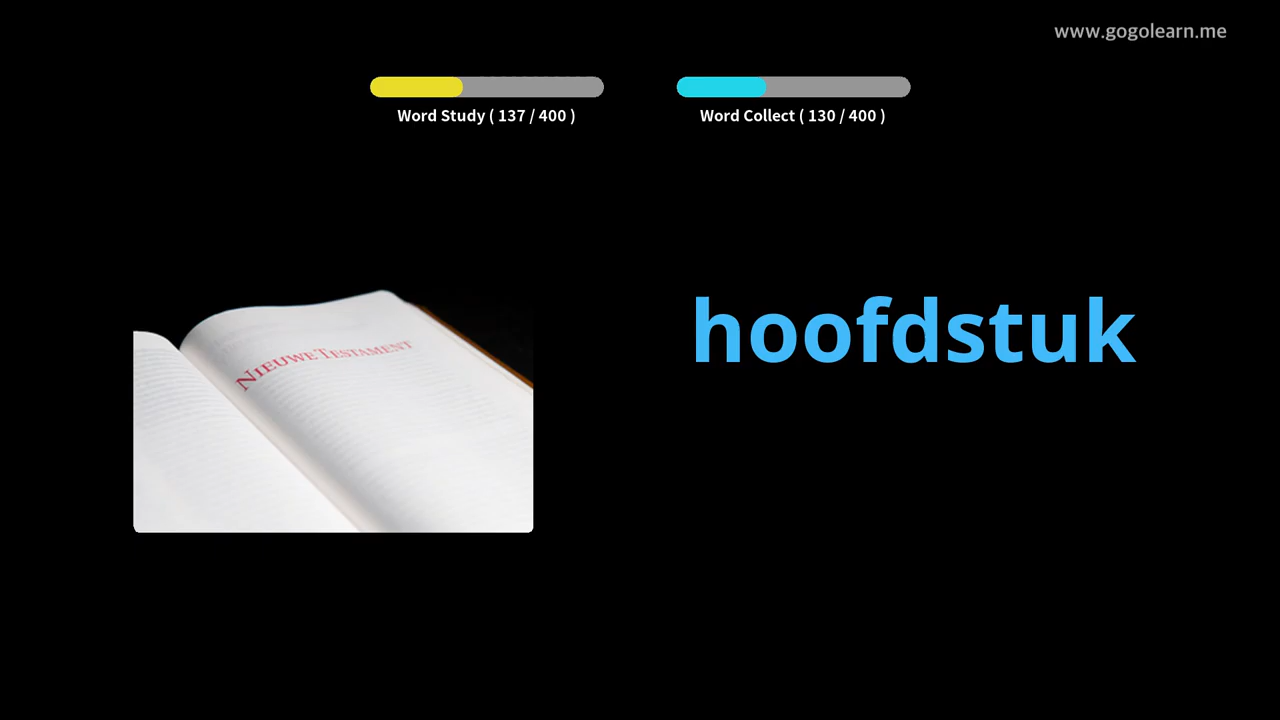 www.gogolearn.me
Word Study ( 137 / 400 )
Word Collect ( 130 / 400 )
hoofdstuk
NIEUWE TESTAMENT